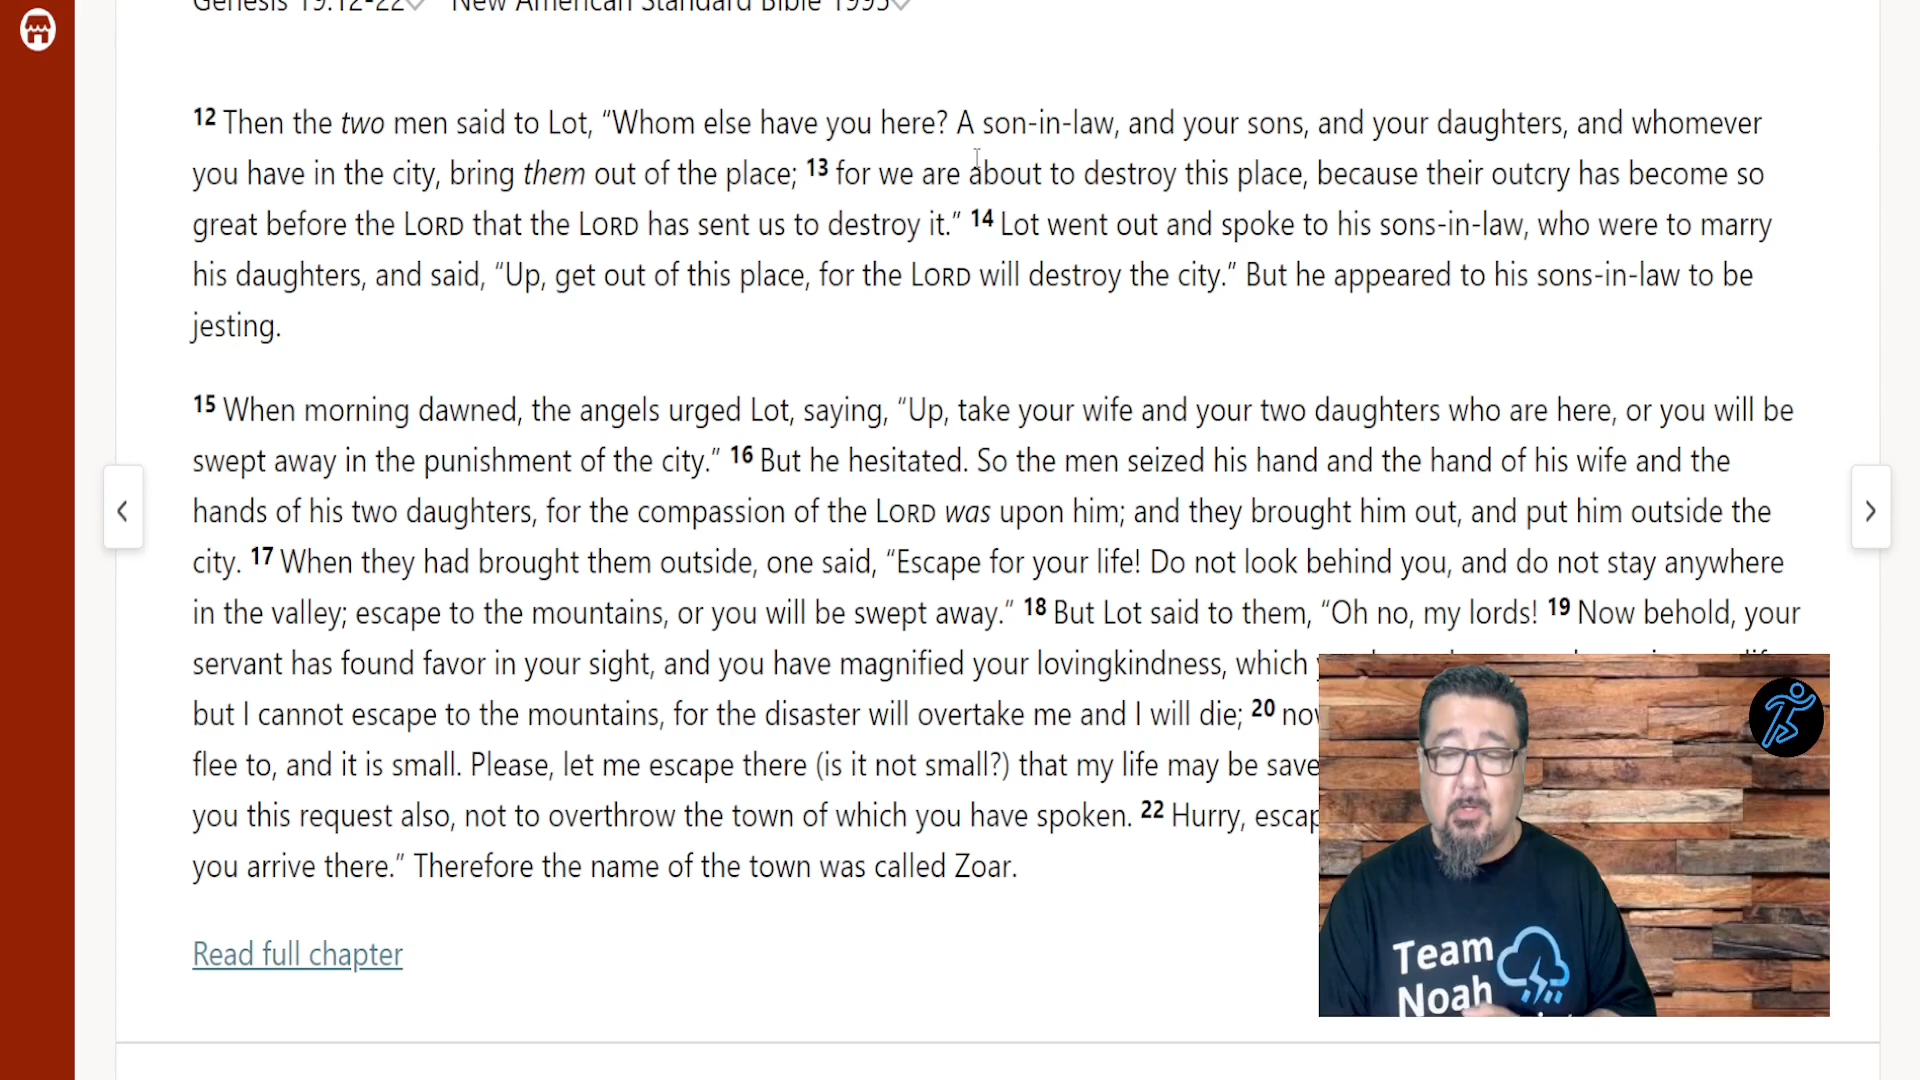 Genesis 19:12-22 New American Standard Bible 1995
12 Then the two men said to Lot, “Whom else have you here? A son-in-law, and your sons, and your daughters, and whomever
you have in the city, bring them out of the place; 13 for we are about to destroy this place, because their outcry has become so
great before the LORD that the LORD has sent us to destroy it.” 14 Lot went out and spoke to his sons-in-law, who were to marry
his daughters, and said, “Up, get out of this place, for the LORD will destroy the city.” But he appeared to his sons-in-law to be
jesting.
15 When morning dawned, the angels urged Lot, saying, “Up, take your wife and your two daughters who are here, or you will be
swept away in the punishment of the city.” 16 But he hesitated. So the men seized his hand and the hand of his wife and the
hands of his two daughters, for the compassion of the LORD was upon him; and they brought him out, and put him outside the
city. 17 When they had brought them outside, one said, “Escape for your life! Do not look behind you, and do not stay anywhere
in the valley; escape to the mountains, or you will be swept away.” 18 But Lot said to them, “Oh no, my lords! 19 Now behold, your
servant has found favor in your sight, and you have magnified your lovingkindness, which
but I cannot escape to the mountains, for the disaster will overtake me and I will die; 20
flee to, and it is small. Please, let me escape there (is it not small?) that my life may be
you this request also, not to overthrow the town of which you have spoken. 22 Hurry,
you arrive there.” Therefore the name of the town was called Zoar.
Read full chapter
Team
Noah